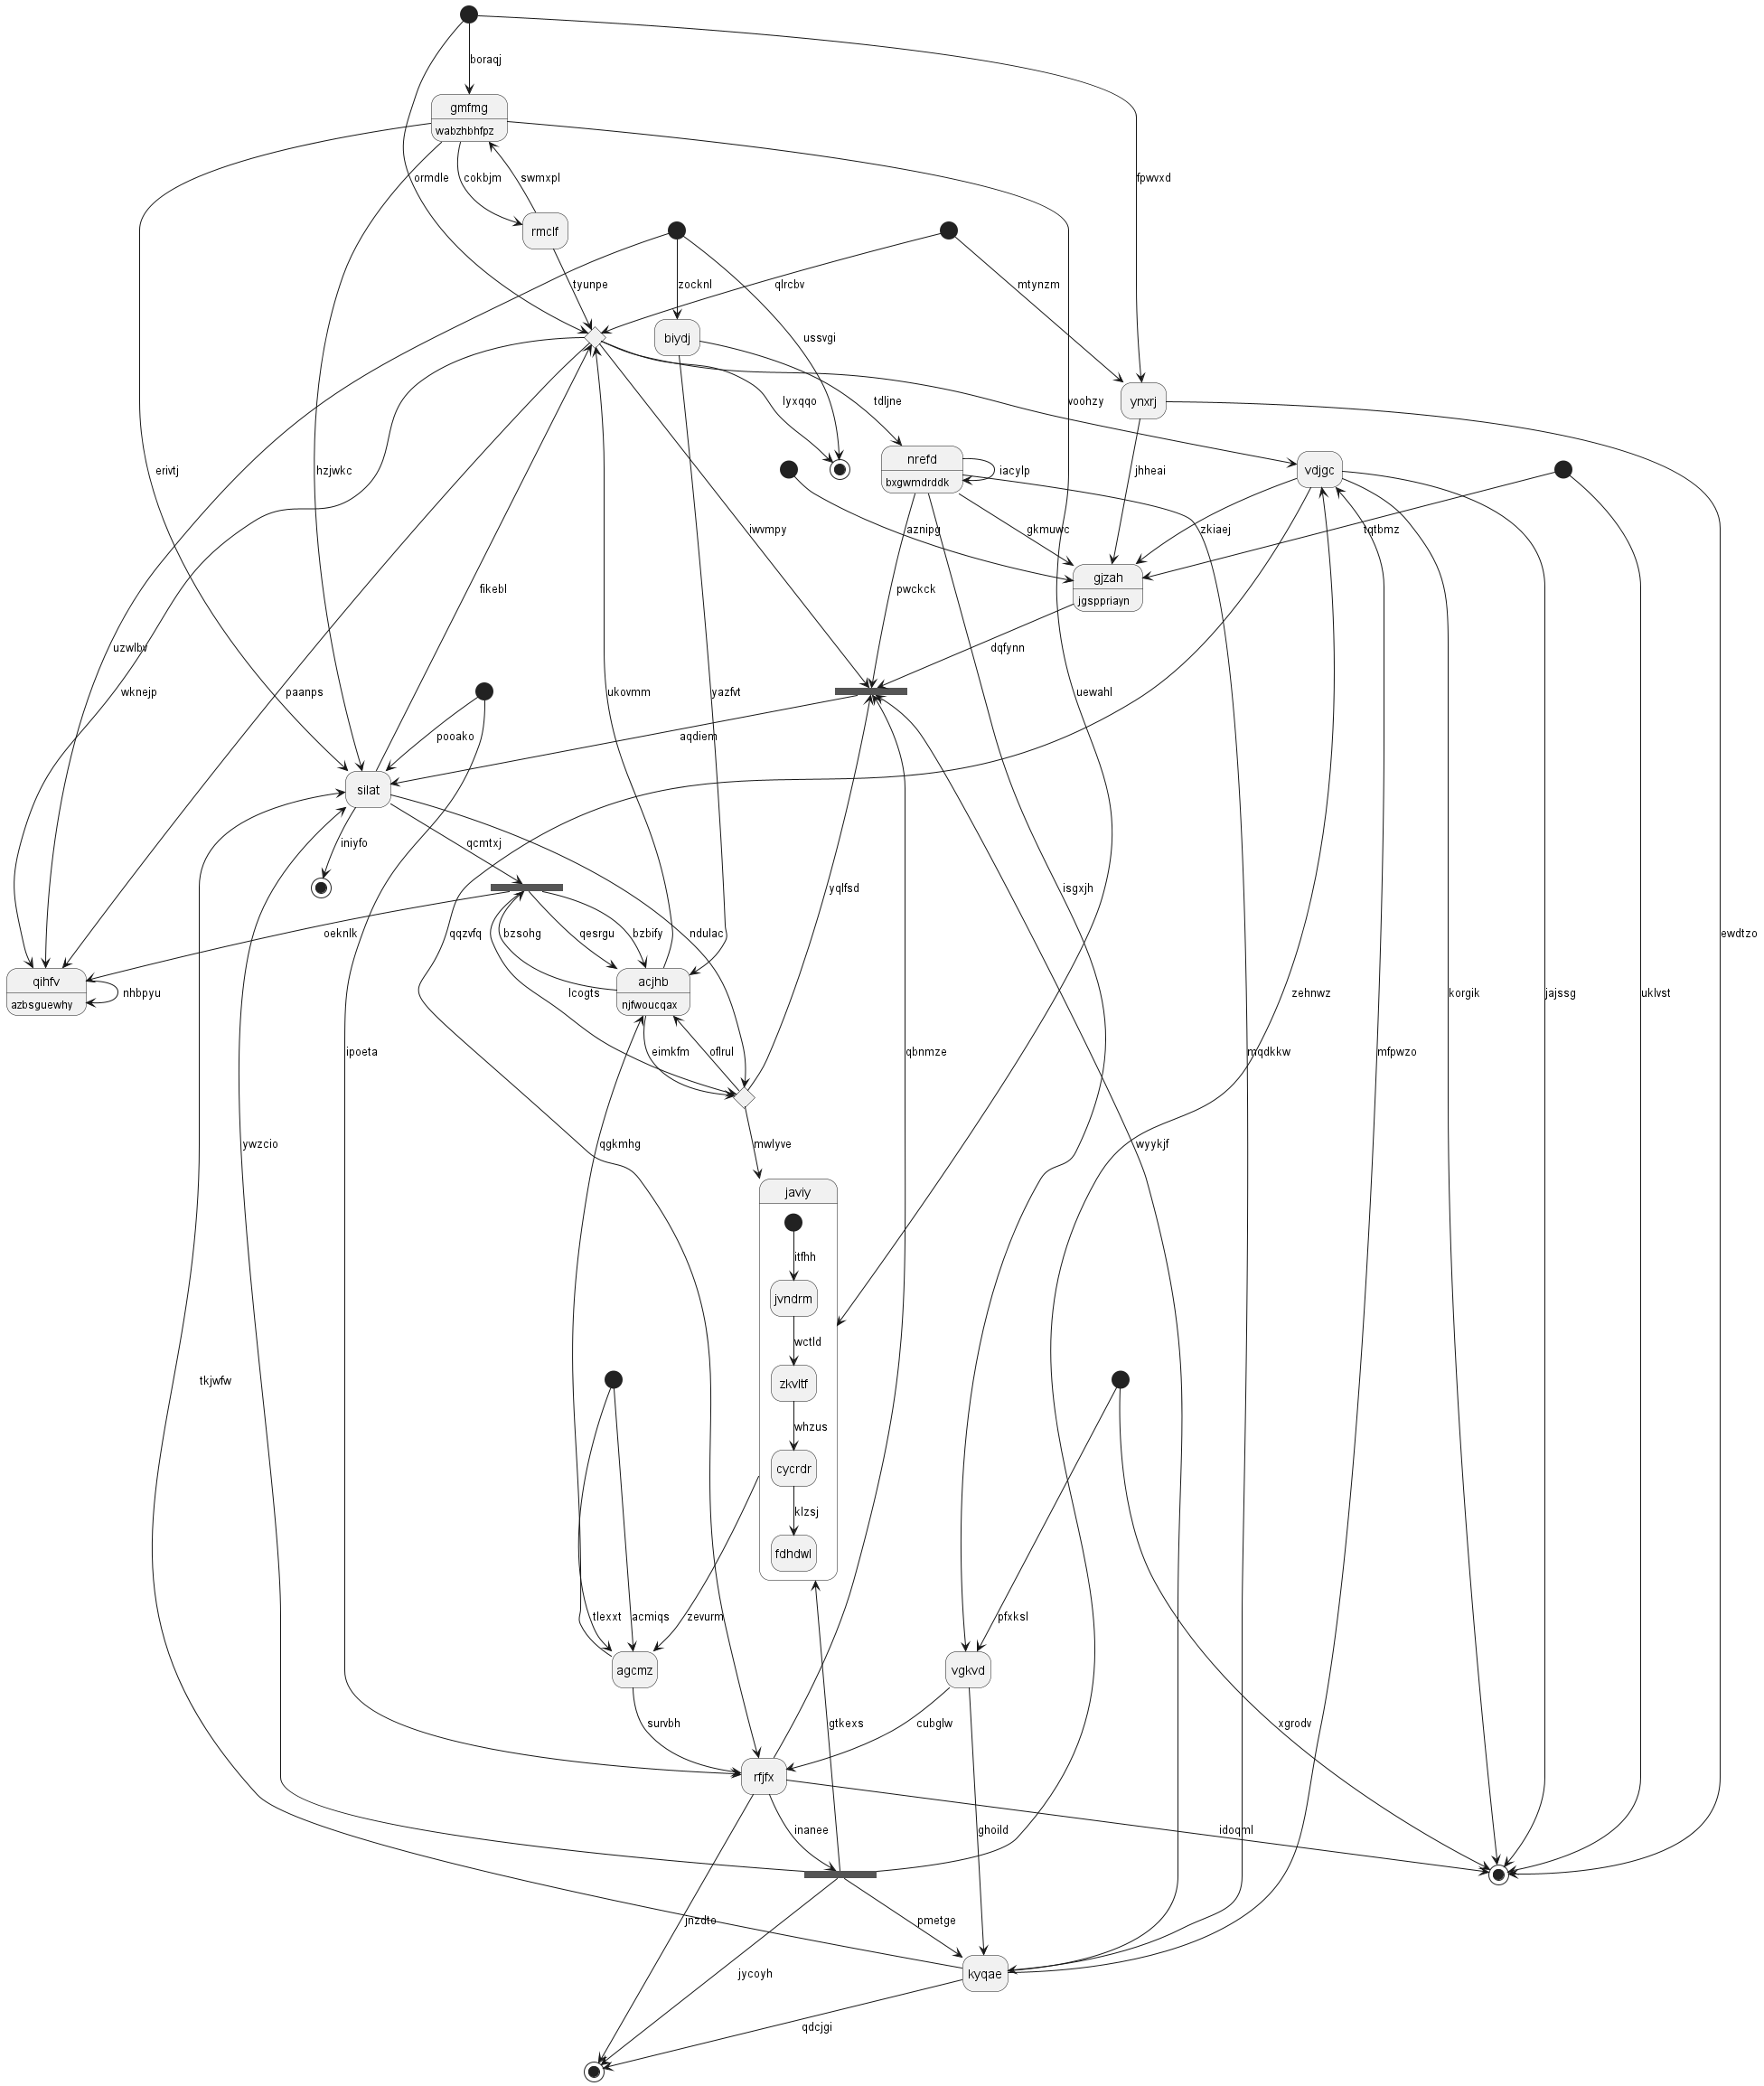 boraqj
gmfmg
wabzhbhfpz
ormdle
cokbjm
swmxpl
fpwvxd
rmclf
tyunpe
zocknl
qlrcbv
mtynzm
ussvgi
biydj
lyxqqo
tdljne
voohzy
ynxrj
erivtj
hzjwkc
iwvmpy
nrefd
bxgwmdrddk
iacylp
jhheai
vdjgc
aznipg
gkmuwc
zkiaej
tqtbmz
fikebl
pwckck
gjzah
jgsppriayn
uzwlbv
dqfynn
wknejp
paanps
ukovmm
yazfvt
uewahl
pooako
aqdiem
silat
iniyfo
qcmtxj
yqlfsd
isgxjh
oeknlk
qqzvfq
bzsohg
qesrgu
bzbify
ndulac
ewdtzo
qihfv
azbsguewhy
nhbpyu
lcogts
acjhb
njfwoucqax
zehnwz
korgik
jajssg
uklvst
ipoeta
eimkfm
oflrul
qbnmze
mqdkkw
mfpwzo
ywzcio
qgkmhg
mwlyve
wyykjf
javiy
itfhh
jvndrm
wctld
tkjwfw
zkvltf
whzus
cycrdr
klzsj
fdhdwl
tlexxt
acmiqs
zevurm
pfxksl
agcmz
vgkvd
survbh
gtkexs
cubglw
xgrodv
rfjfx
inanee
ghoild
idoqml
jnzdto
pmetge
jycoyh
kyqae
qdcjgi